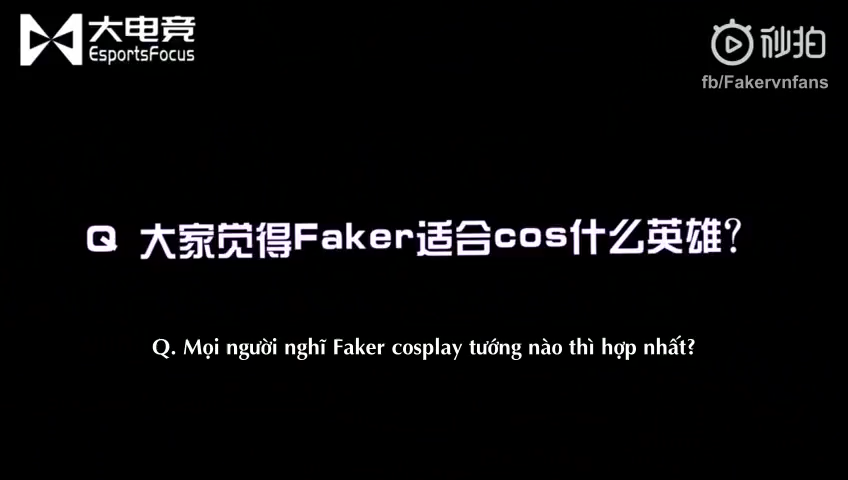 大电竞
EsportsFocus
秒拍
fb/Fakervnfans
Q 大家觉得Faker适合cos什么英雄?
Q. Mọi người nghĩ Faker cosplay tướng nào thì hợp nhất?